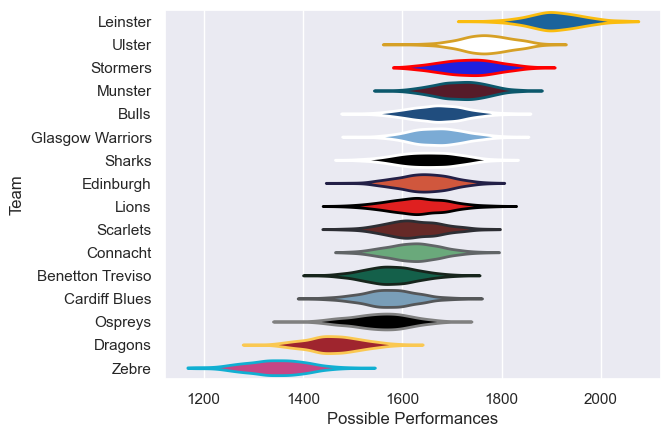 Leinster
Ulster
Stormers
Munster
Bulls
Glasgow Warriors
Sharks
Edinburgh
Lions
Scarlets
Connacht
Benetton Treviso
Cardiff Blues
Ospreys
Dragons
Zebre
Team
1200 1400 1600 1800 2000
Possible Performances